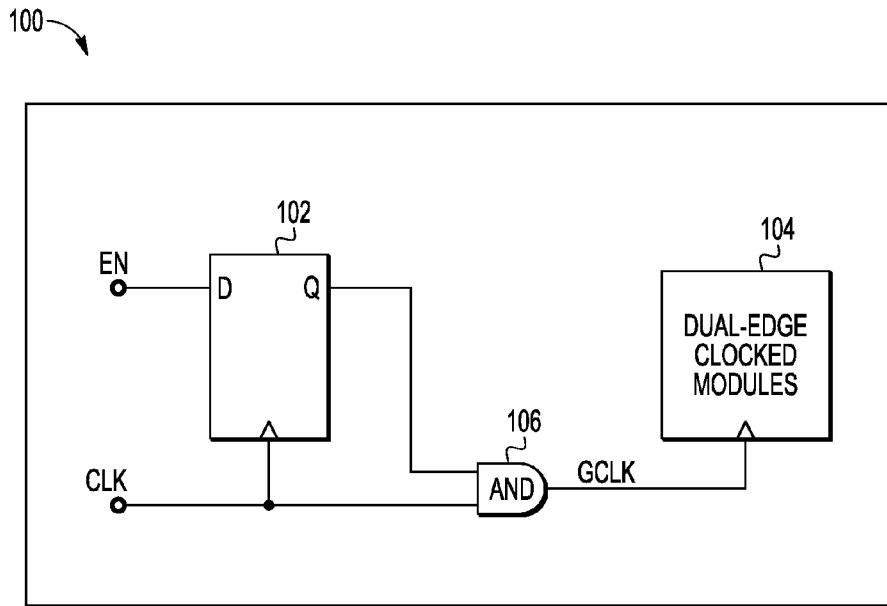 100
102
104
EN
D Q
DUAL-EDGE
CLOCKED
MODULES
106
CLK
AND
GCLK